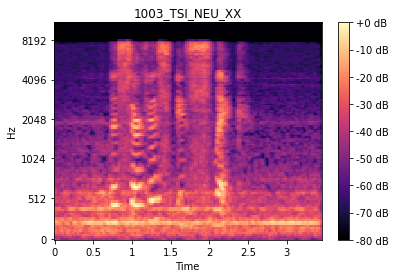 1003_TSI_NEU_XX
+0 dB
8192
-10 dB
4096
-20 dB
-30 dB
2048
Hz
-40 dB
1024
-50 dB
512
-60 dB
-70 dB
0
-80 dB
0 0.5 1 1.5 2 2.5 3
Time